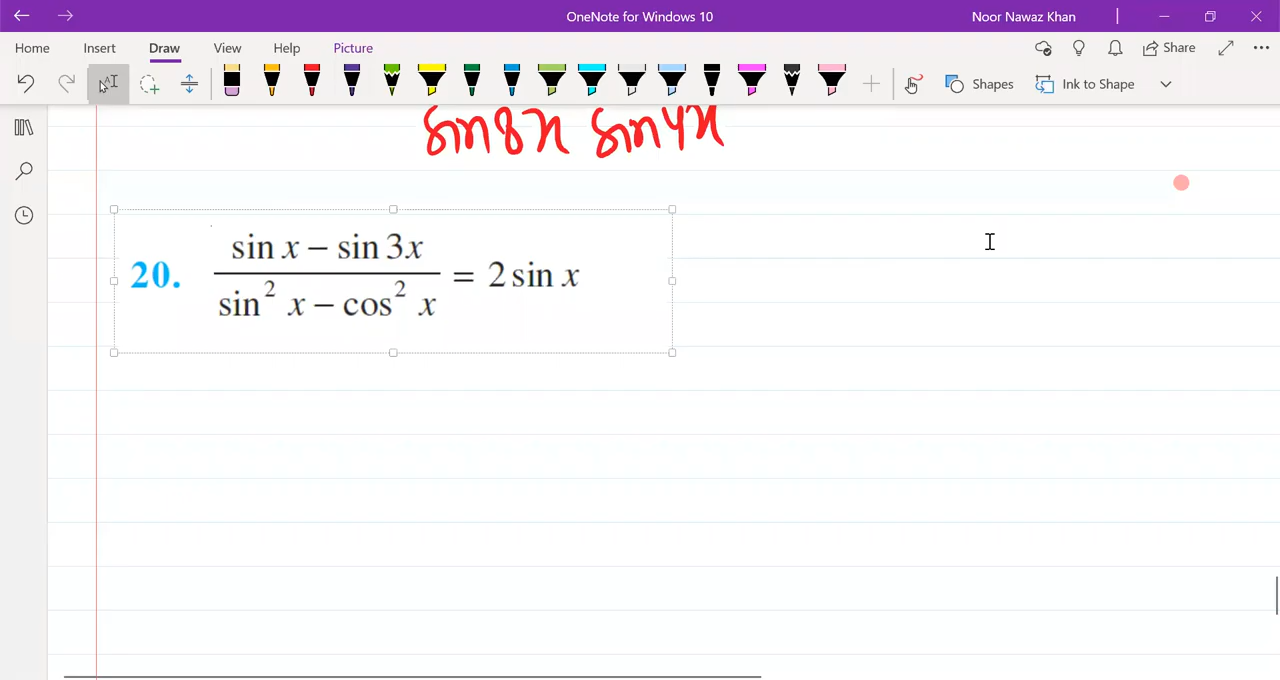 OneNote for Windows 10
Noor Nawaz Khan
Home Insert Draw View Help Picture
Share
Shapes Ink to Shape
sin8x sin4x
20. (sin x − sin 3x)/(sin² x − cos² x) = 2 sin x